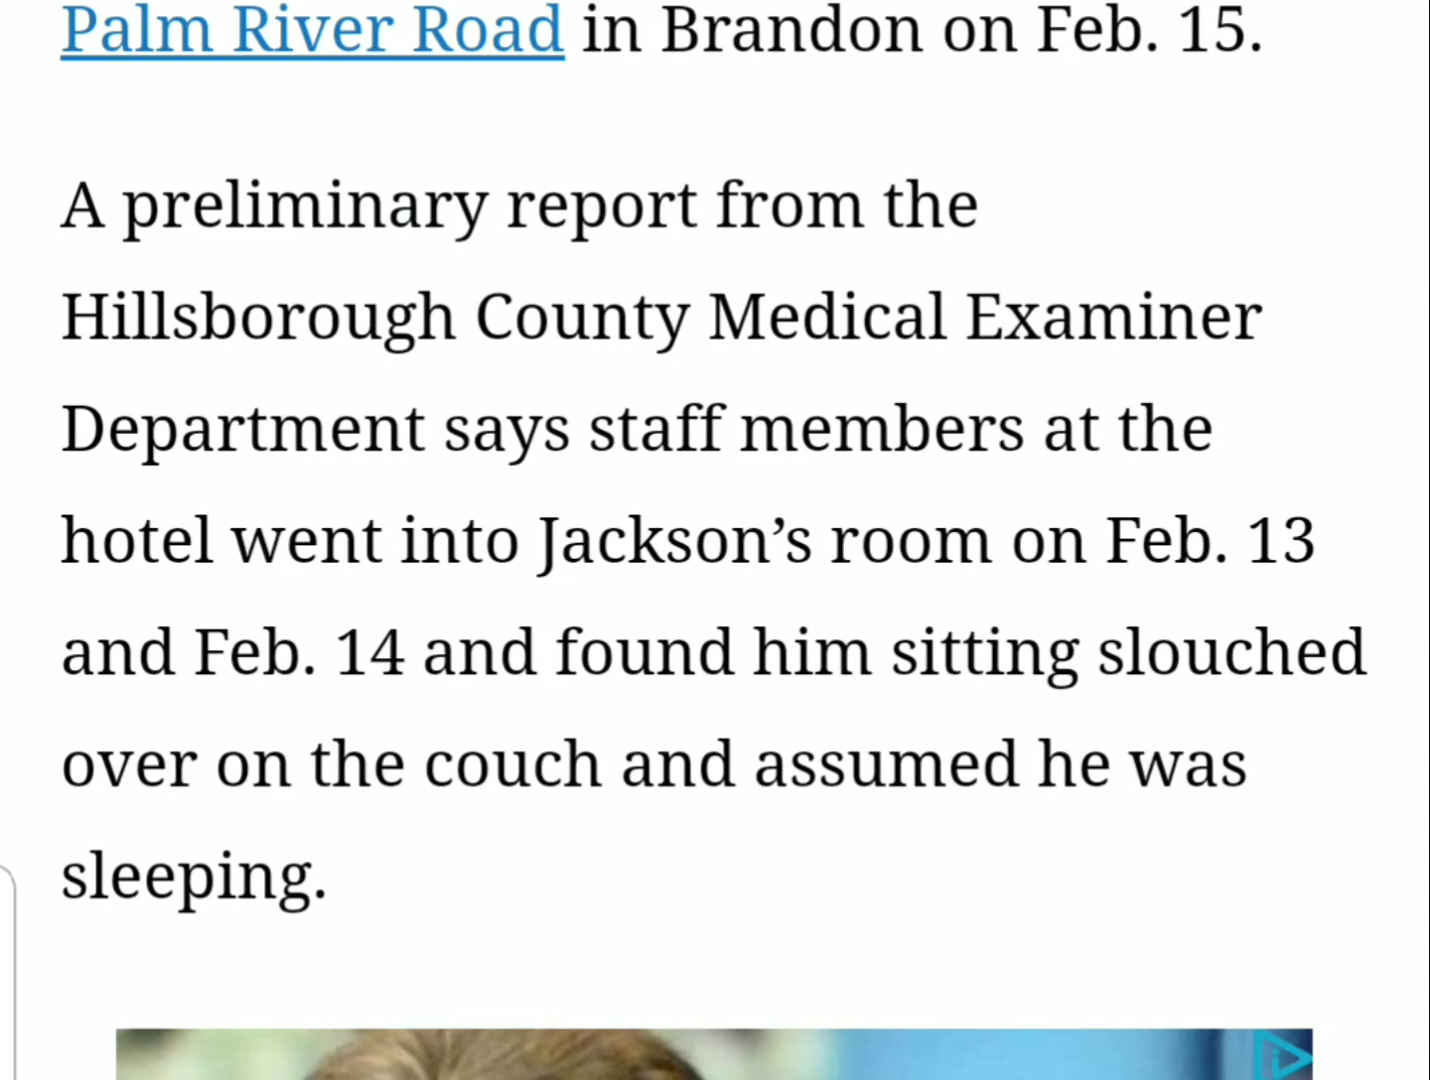 Palm River Road in Brandon on Feb. 15.
A preliminary report from the
Hillsborough County Medical Examiner
Department says staff members at the
hotel went into Jackson’s room on Feb. 13
and Feb. 14 and found him sitting slouched
over on the couch and assumed he was
sleeping.